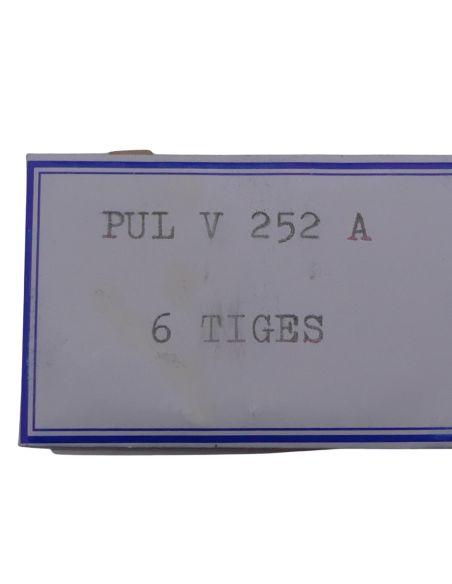 PUL V 252 A
6 TIGES